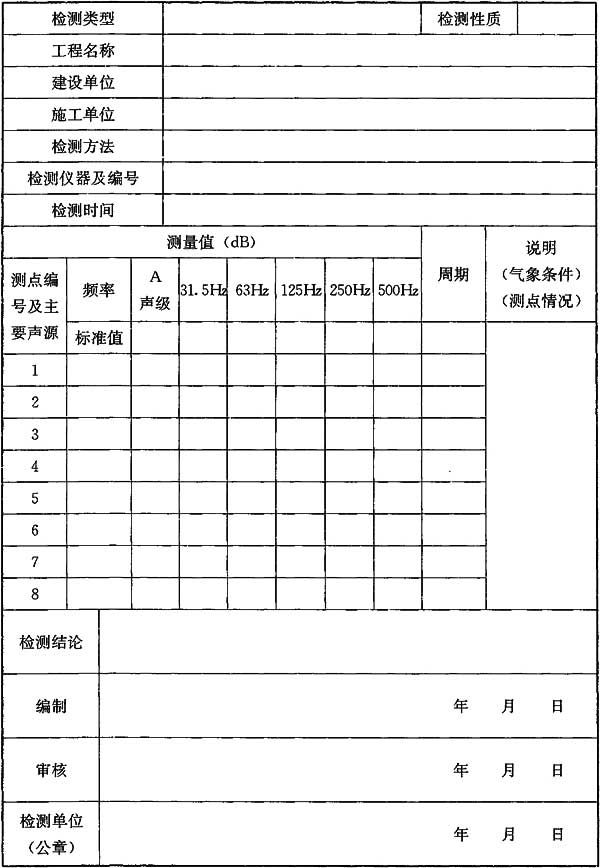 检测类型 检测性质
工程名称
建设单位
施工单位
检测方法
检测仪器及编号
检测时间
测量值（dB） 周期 说明
（气象条件）
（测点情况）
测点编
号及主
要声源
频率 A
声级 31.5Hz 63Hz 125Hz 250Hz 500Hz
标准值
1
2
3
4
5
6
7
8
检测结论
编制 年 月 日
审核 年 月 日
检测单位
（公章） 年 月 日